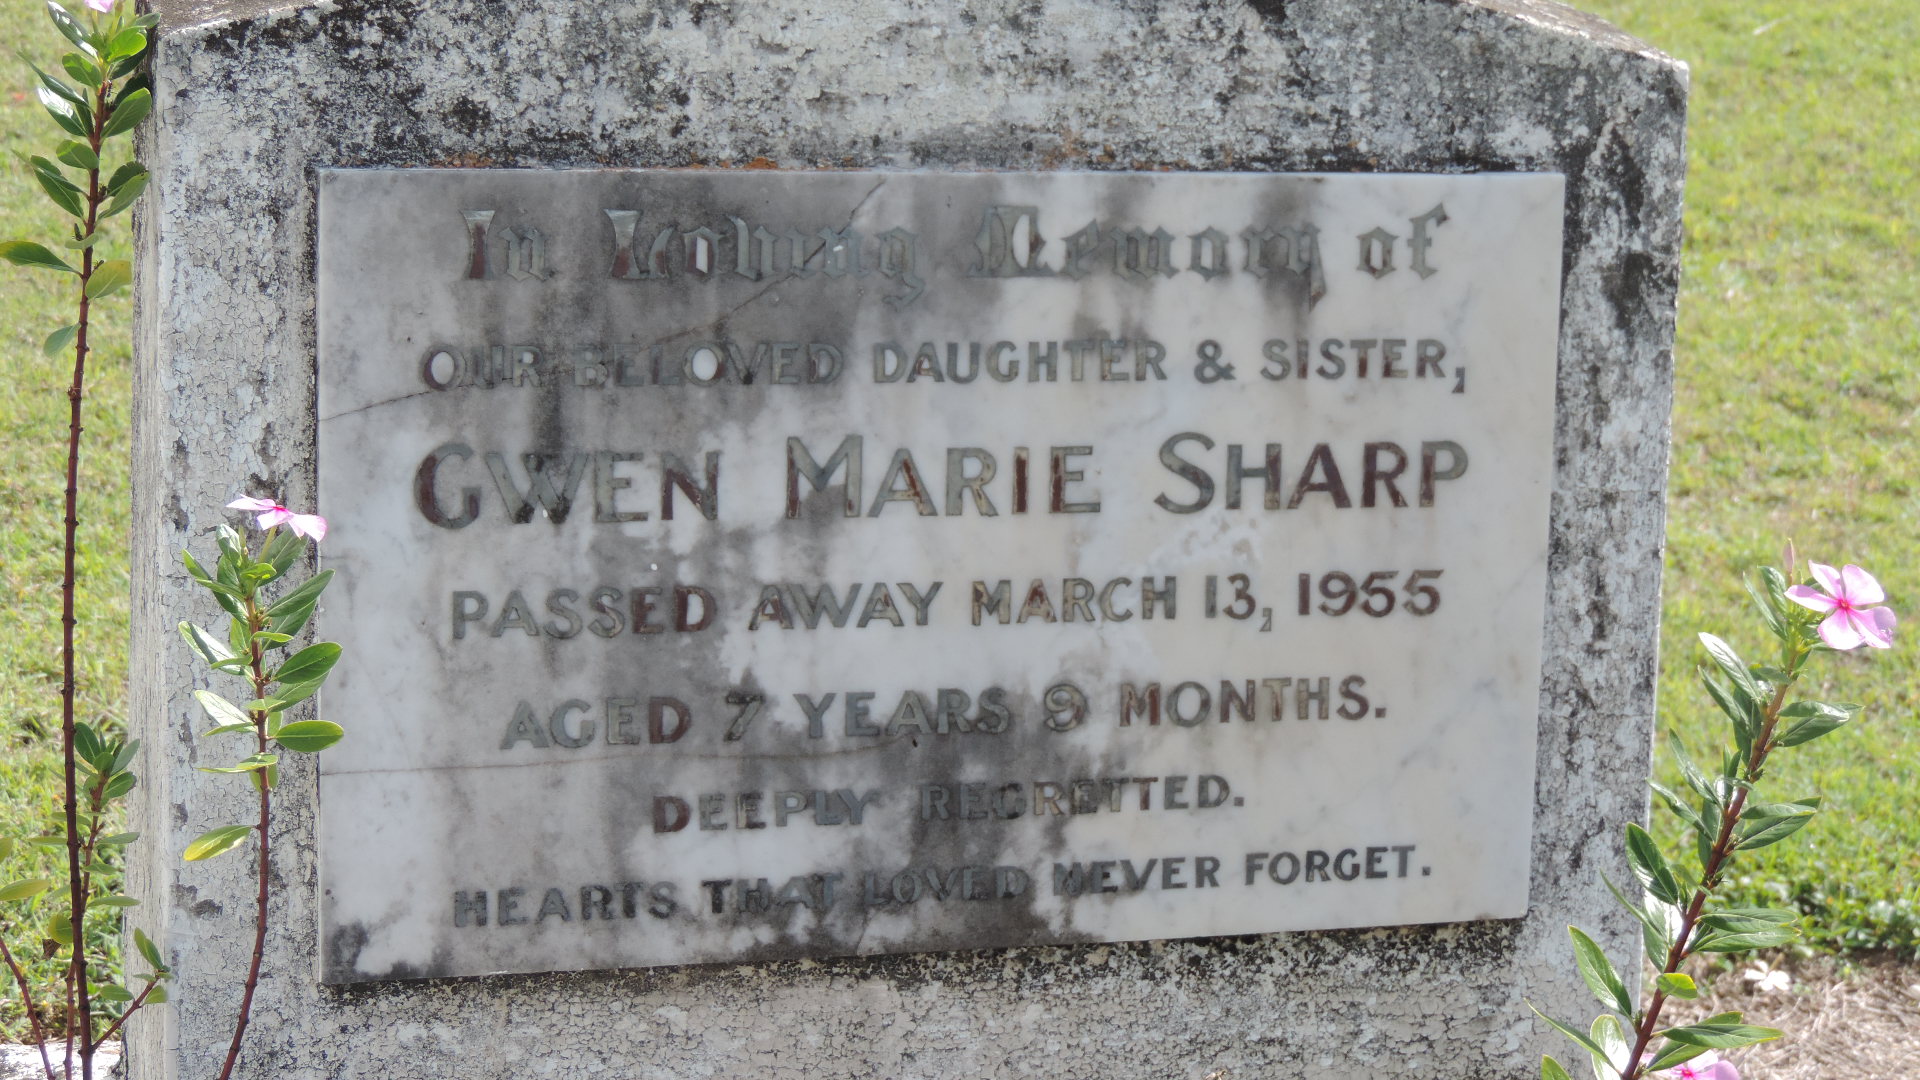 In Loving Memory of
OUR BELOVED DAUGHTER & SISTER,
GWEN MARIE SHARP
PASSED AWAY MARCH 13, 1955
AGED 7 YEARS 9 MONTHS.
DEEPLY REGRETTED.
HEARTS THAT LOVED NEVER FORGET.